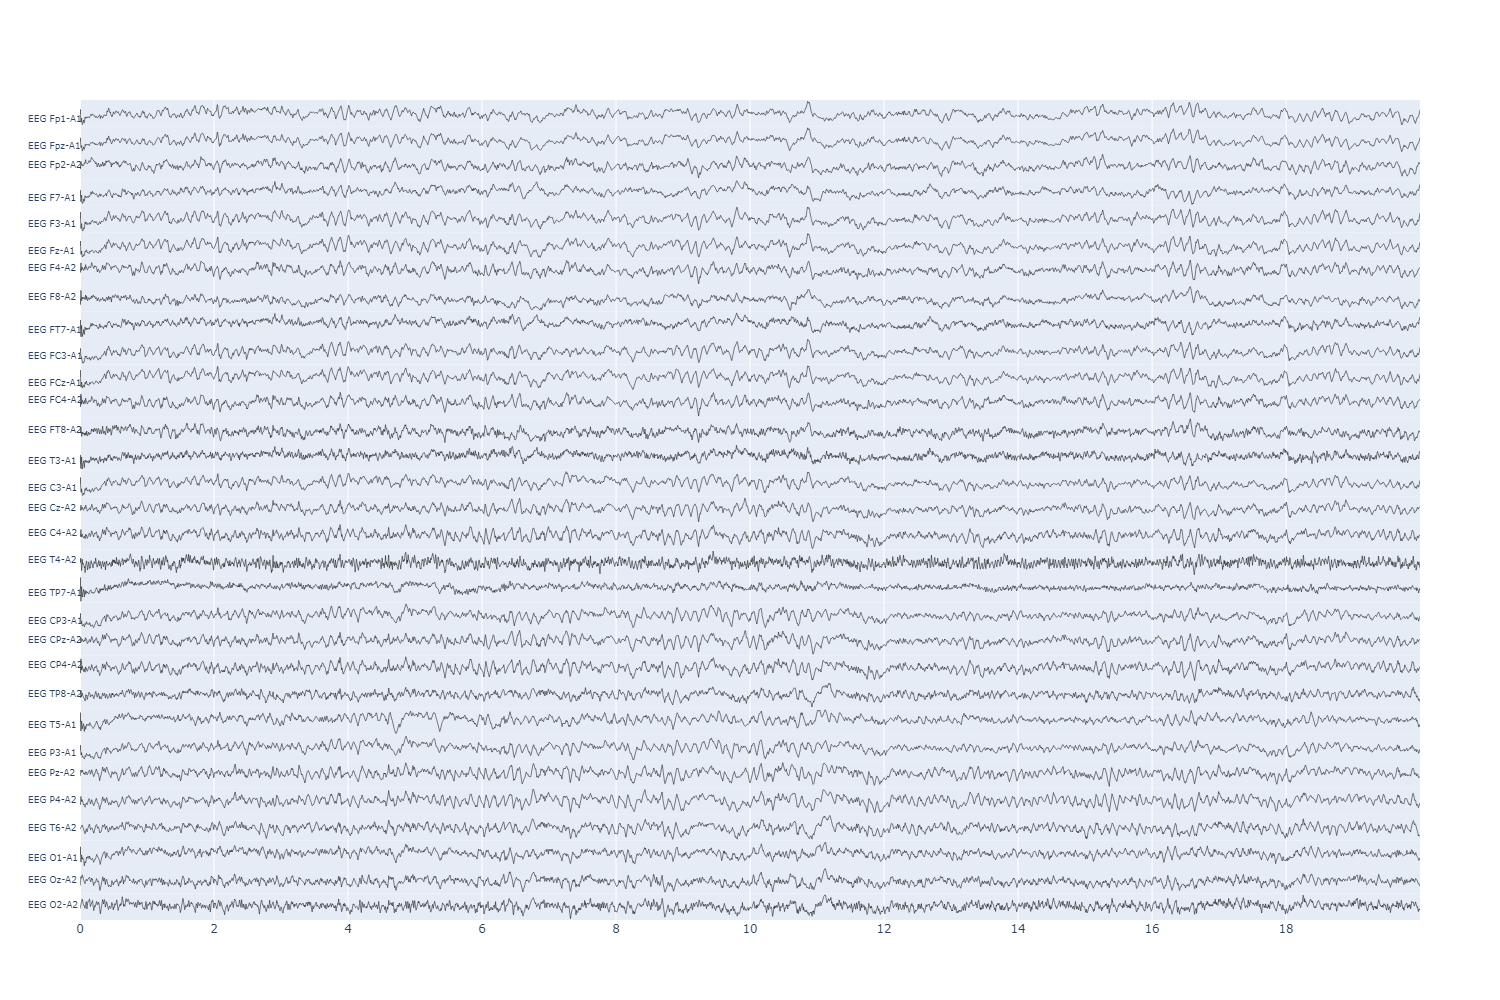 EEG Fp1-A1
EEG Fpz-A1
EEG Fp2-A2
EEG F7-A1
EEG F3-A1
EEG Fz-A1
EEG F4-A2
EEG F8-A2
EEG FT7-A1
EEG FC3-A1
EEG FCz-A1
EEG FC4-A2
EEG FT8-A2
EEG T3-A1
EEG C3-A1
EEG Cz-A2
EEG C4-A2
EEG T4-A2
EEG TP7-A1
EEG CP3-A1
EEG CPz-A2
EEG CP4-A2
EEG TP8-A2
EEG T5-A1
EEG P3-A1
EEG Pz-A2
EEG P4-A2
EEG T6-A2
EEG O1-A1
EEG Oz-A2
EEG O2-A2
0 2 4 6 8 10 12 14 16 18